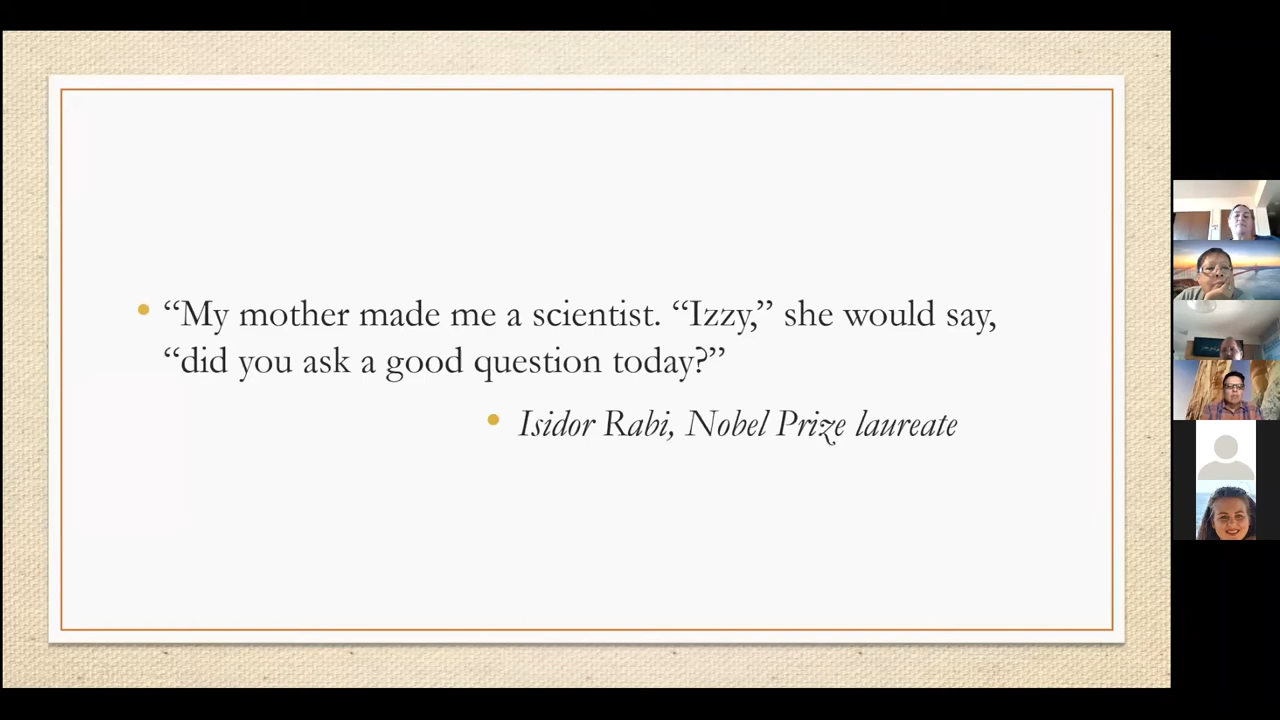 “My mother made me a scientist. “Izzy,” she would say,
“did you ask a good question today?”
Isidor Rabi, Nobel Prize laureate